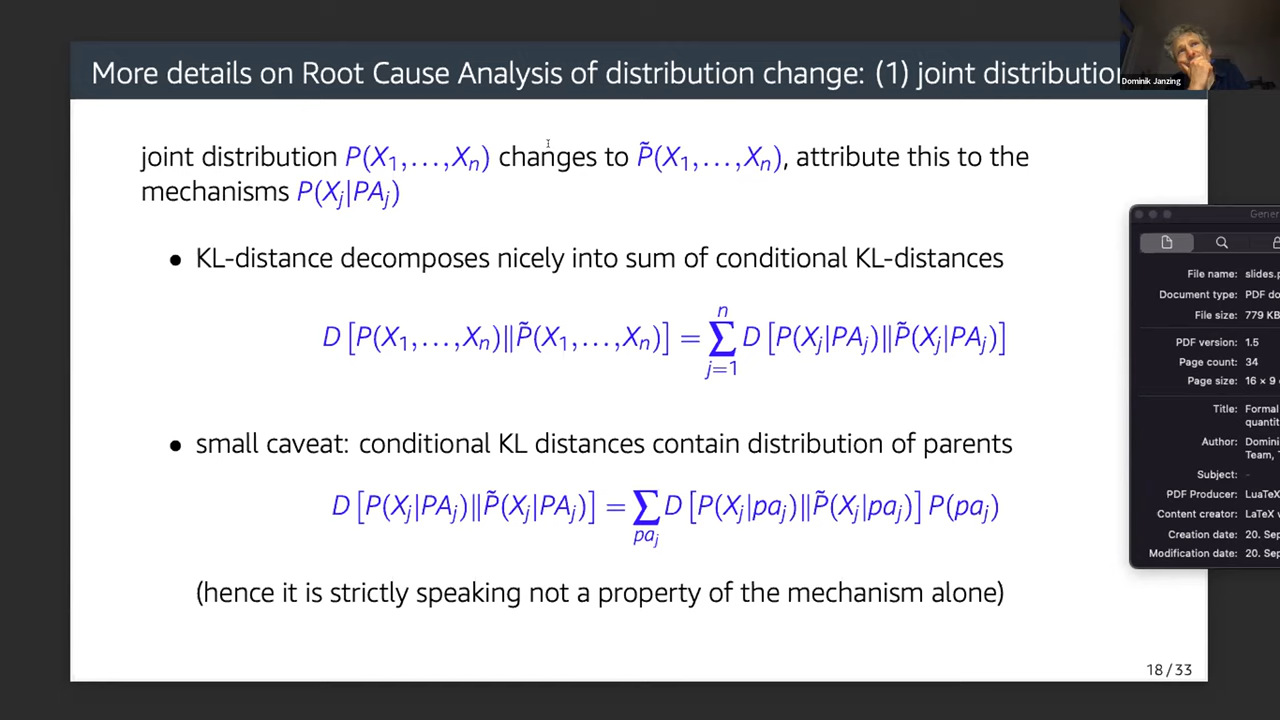 More details on Root Cause Analysis of distribution change: (1) joint distribution
Dominik Janzing
joint distribution P(X₁,…,Xₙ) changes to P̃(X₁,…,Xₙ), attribute this to the
mechanisms P(Xⱼ|PAⱼ)
• KL-distance decomposes nicely into sum of conditional KL-distances
D [P(X₁,…,Xₙ)‖P̃(X₁,…,Xₙ)] = ∑ⁿⱼ₌₁ D [P(Xⱼ|PAⱼ)‖P̃(Xⱼ|PAⱼ)]
• small caveat: conditional KL distances contain distribution of parents
D [P(Xⱼ|PAⱼ)‖P̃(Xⱼ|PAⱼ)] = ∑_{paⱼ} D [P(Xⱼ|paⱼ)‖P̃(Xⱼ|paⱼ)] P(paⱼ)
(hence it is strictly speaking not a property of the mechanism alone)
18 / 33
Gener
File name: slides.p
Document type: PDF do
File size: 779 KB
PDF version: 1.5
Page count: 34
Page size: 16 × 9
Title: Formal
quantit
Author: Domini
Team, T
Subject: -
PDF Producer: LuaTeX
Content creator: LaTeX v
Creation date: 20. Sep
Modification date: 20. Sep